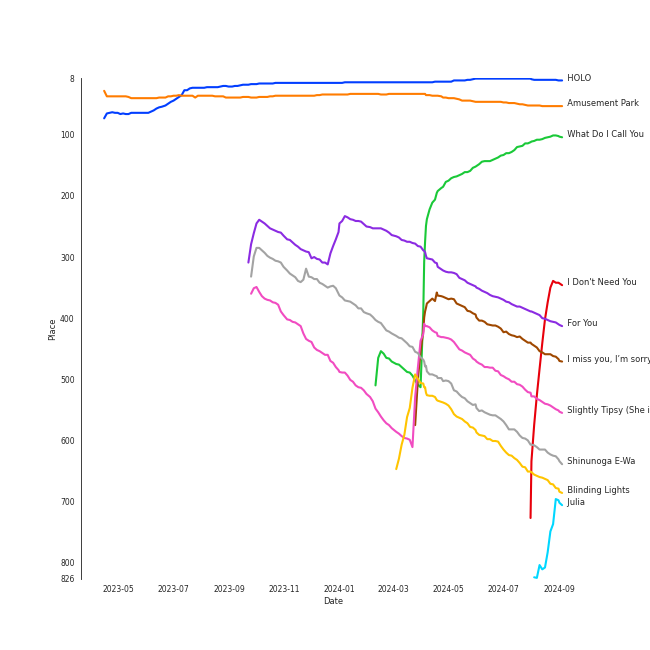 8
HOLO
Amusement Park
100
What Do I Call You
200
300
I Don't Need You
For You
400
I miss you, I'm sorry
Slightly Tipsy (She i
500
Shinunoga E-Wa
600
Blinding Lights
Julia
700
800
826
Place
2023-05
2023-07
2023-09
2023-11
2024-01
2024-03
2024-05
2024-07
2024-09
Date